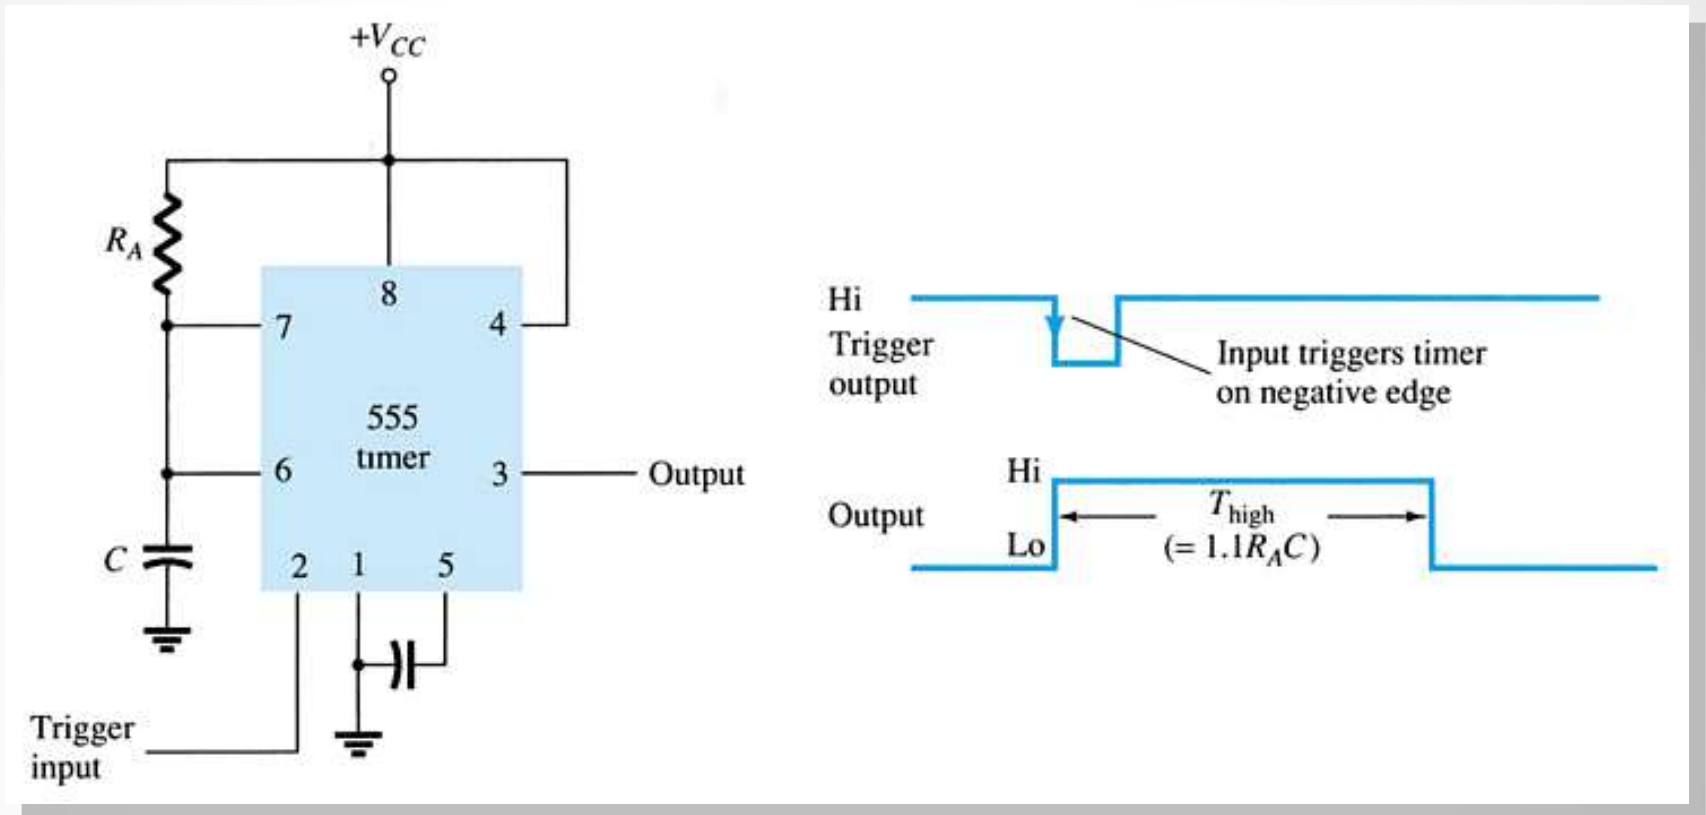 +VCC
RA
8
7
4
555
timer
6
3
Output
C
2
1
5
Trigger
input
Hi
Trigger
output
Input triggers timer
on negative edge
Hi
Output
Thigh
Lo
(= 1.1RAC)